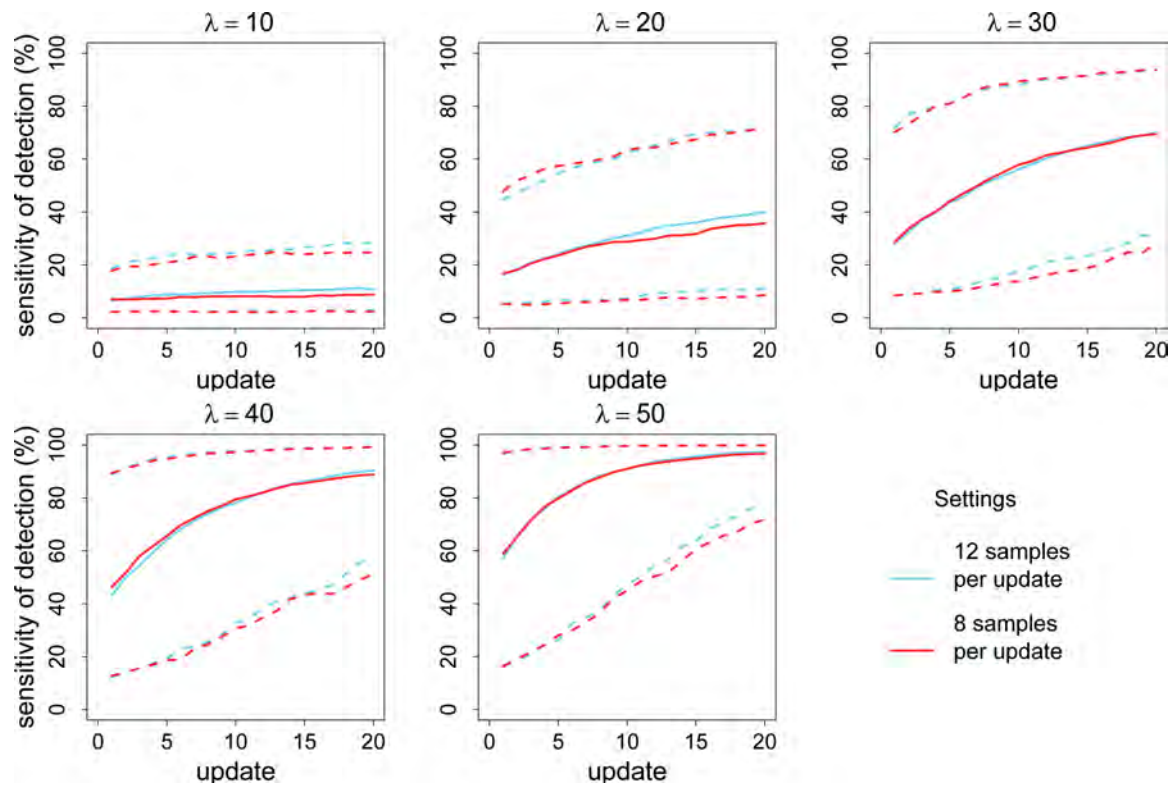 λ = 10
λ = 20
λ = 30
sensitivity of detection (%)
0 20 40 60 80 100
0 20 40 60 80 100
0 20 40 60 80 100
0 5 10 15 20
0 5 10 15 20
0 5 10 15 20
update
update
update
λ = 40
λ = 50
sensitivity of detection (%)
0 20 40 60 80 100
0 20 40 60 80 100
0 5 10 15 20
0 5 10 15 20
update
update
Settings
12 samples
per update
8 samples
per update